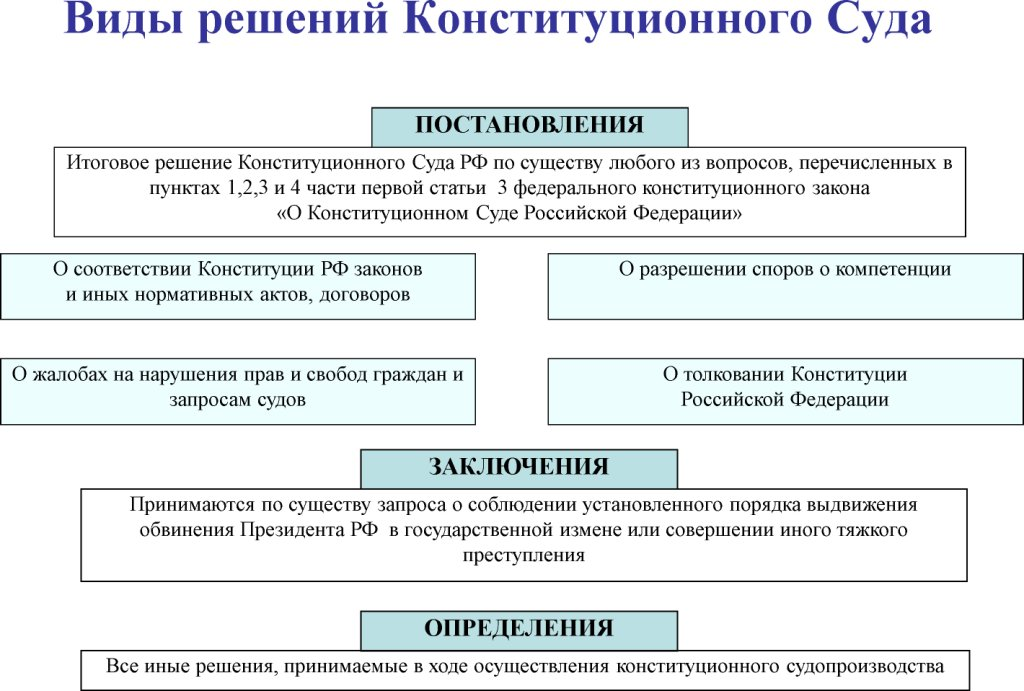 Виды решений Конституционного Суда
ПОСТАНОВЛЕНИЯ
Итоговое решение Конституционного Суда РФ по существу любого из вопросов, перечисленных в
пунктах 1,2,3 и 4 части первой статьи 3 федерального конституционного закона
«О Конституционном Суде Российской Федерации»
О соответствии Конституции РФ законов
и иных нормативных актов, договоров
О разрешении споров о компетенции
О жалобах на нарушения прав и свобод граждан и
запросам судов
О толковании Конституции
Российской Федерации
ЗАКЛЮЧЕНИЯ
Принимаются по существу запроса о соблюдении установленного порядка выдвижения
обвинения Президента РФ в государственной измене или совершении иного тяжкого
преступления
ОПРЕДЕЛЕНИЯ
Все иные решения, принимаемые в ходе осуществления конституционного судопроизводства